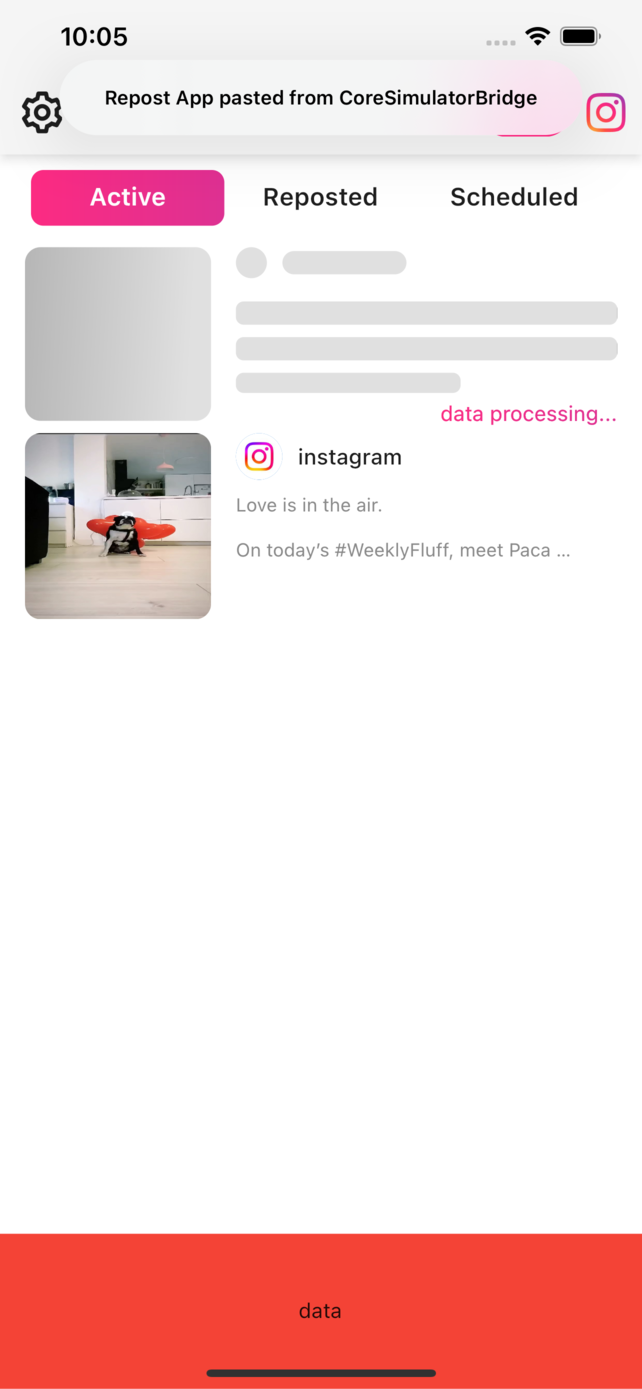 10:05
Repost App pasted from CoreSimulatorBridge
Active
Reposted
Scheduled
data processing...
instagram
Love is in the air.
On today’s #WeeklyFluff, meet Paca ...
data